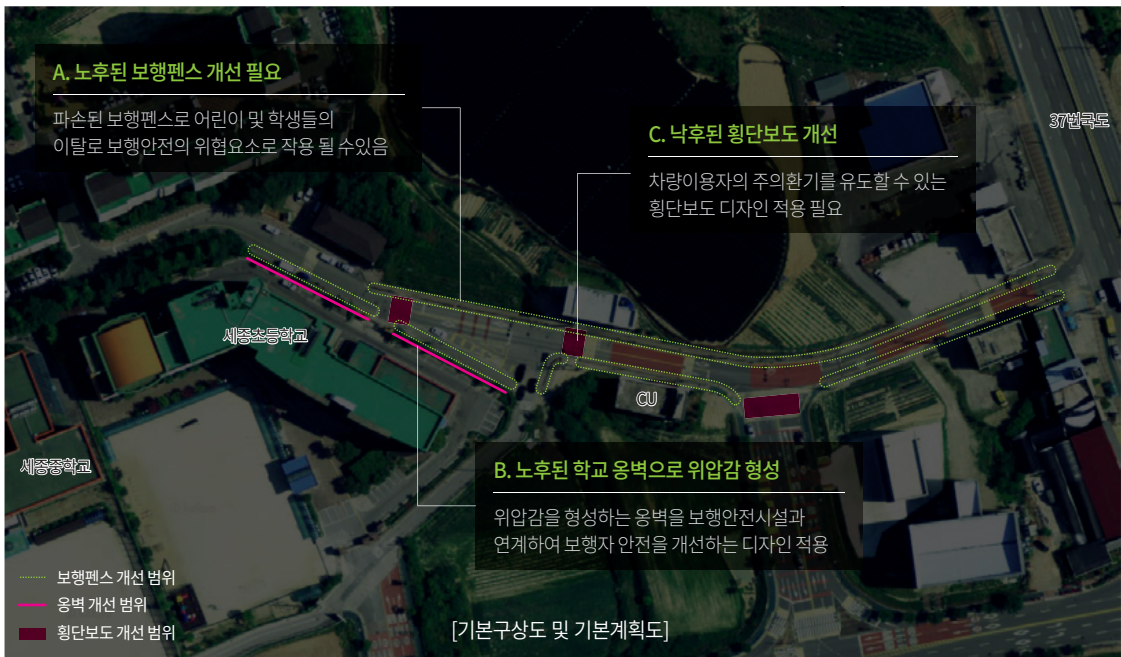 A. 노후된 보행펜스 개선 필요
파손된 보행펜스로 어린이 및 학생들의
이탈로 보행안전의 위협요소로 작용 될 수있음
C. 낙후된 횡단보도 개선
차량이용자의 주의환기를 유도할 수 있는
횡단보도 디자인 적용 필요
37번국도
세종초등학교
CU
세종중학교
B. 노후된 학교 옹벽으로 위압감 형성
위압감을 형성하는 옹벽을 보행안전시설과
연계하여 보행자 안전을 개선하는 디자인 적용
보행펜스 개선 범위
옹벽 개선 범위
횡단보도 개선 범위
[기본구상도 및 기본계획도]